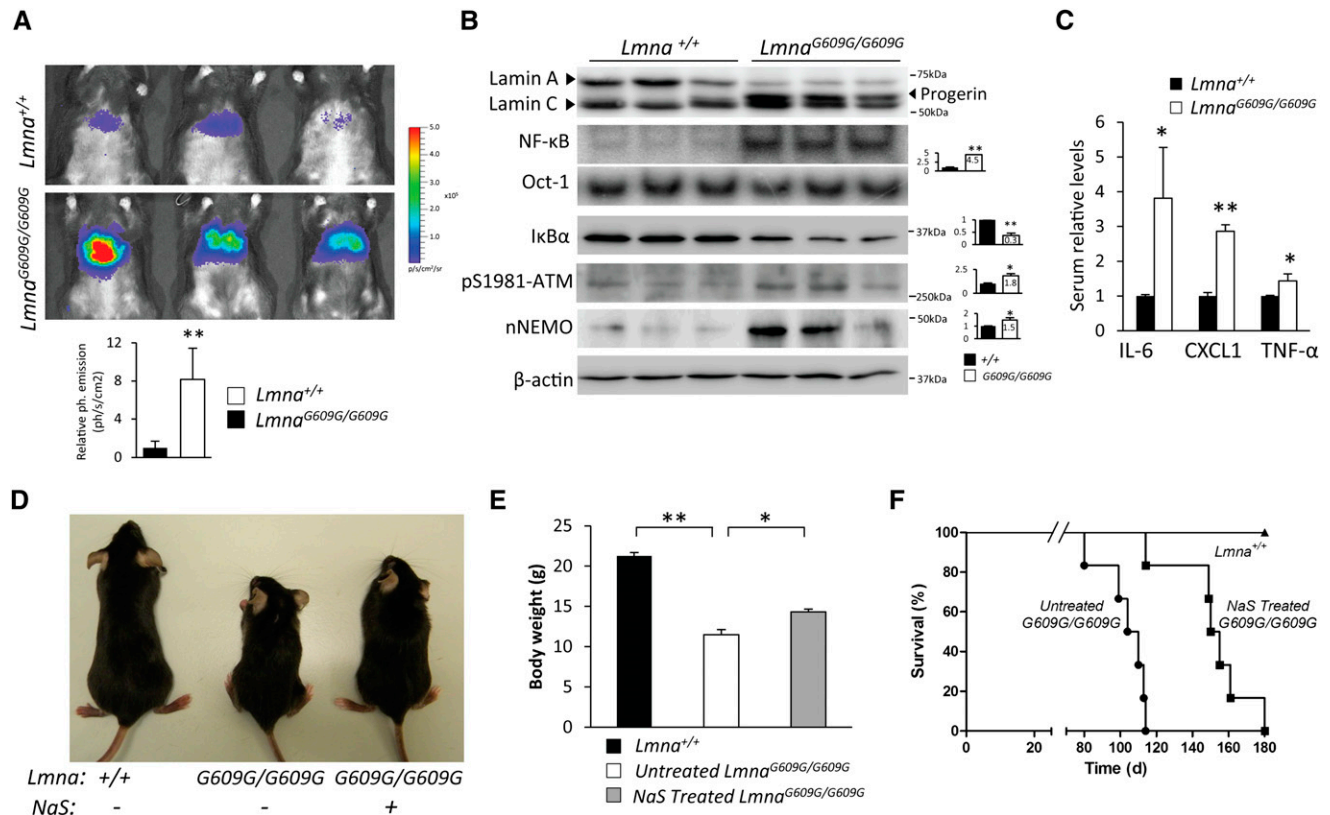 A
Lmna+/+
LmnaG609G/G609G
5.0
4.0
3.0
x10⁵
2.0
1.0
p/s/cm²/sr
Relative ph. emission
(ph/s/cm2)
12
8
4
0
**
Lmna+/+
LmnaG609G/G609G
B
Lmna +/+
LmnaG609G/G609G
Lamin A
Lamin C
75kDa
Progerin
50kDa
NF-κB
5
2.5
0
**
4.5
Oct-1
IκBα
37kDa
1
0.5
0
**
0.3
pS1981-ATM
250kDa
2.5
0
*
1.8
nNEMO
50kDa
2
1
0
*
1.5
β-actin
37kDa
+/+
G609G/G609G
C
Lmna+/+
LmnaG609G/G609G
Serum relative levels
6
5
4
3
2
1
0
*
**
*
IL-6 CXCL1 TNF-α
D
Lmna: +/+ G609G/G609G G609G/G609G
NaS: - - +
E
Body weight (g)
25
20
15
10
5
0
** *
Lmna+/+
Untreated LmnaG609G/G609G
NaS Treated LmnaG609G/G609G
F
Survival (%)
100
80
60
40
20
0
Lmna+/+
Untreated
G609G/G609G
NaS Treated
G609G/G609G
0 20 80 100 120 140 160 180
Time (d)